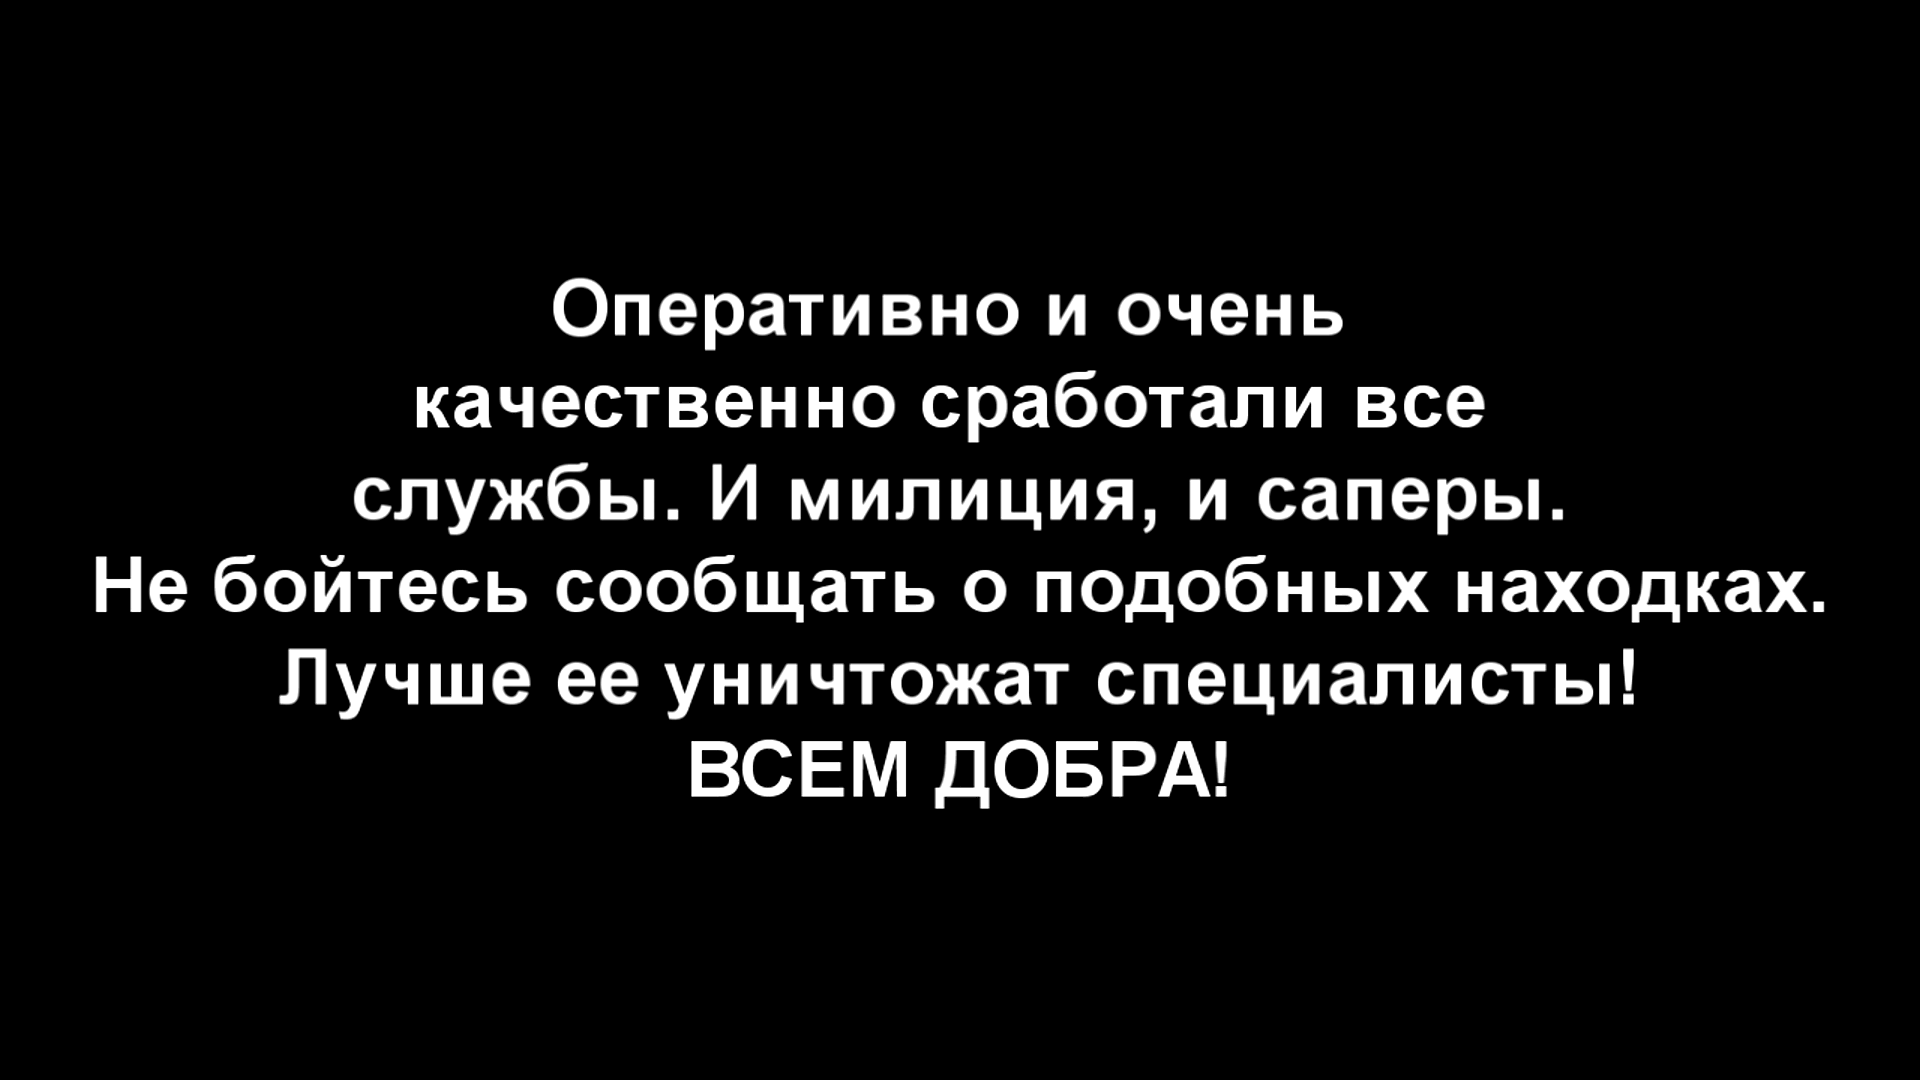 Оперативно и очень
качественно сработали все
службы. И милиция, и саперы.
Не бойтесь сообщать о подобных находках.
Лучше ее уничтожат специалисты!
ВСЕМ ДОБРА!